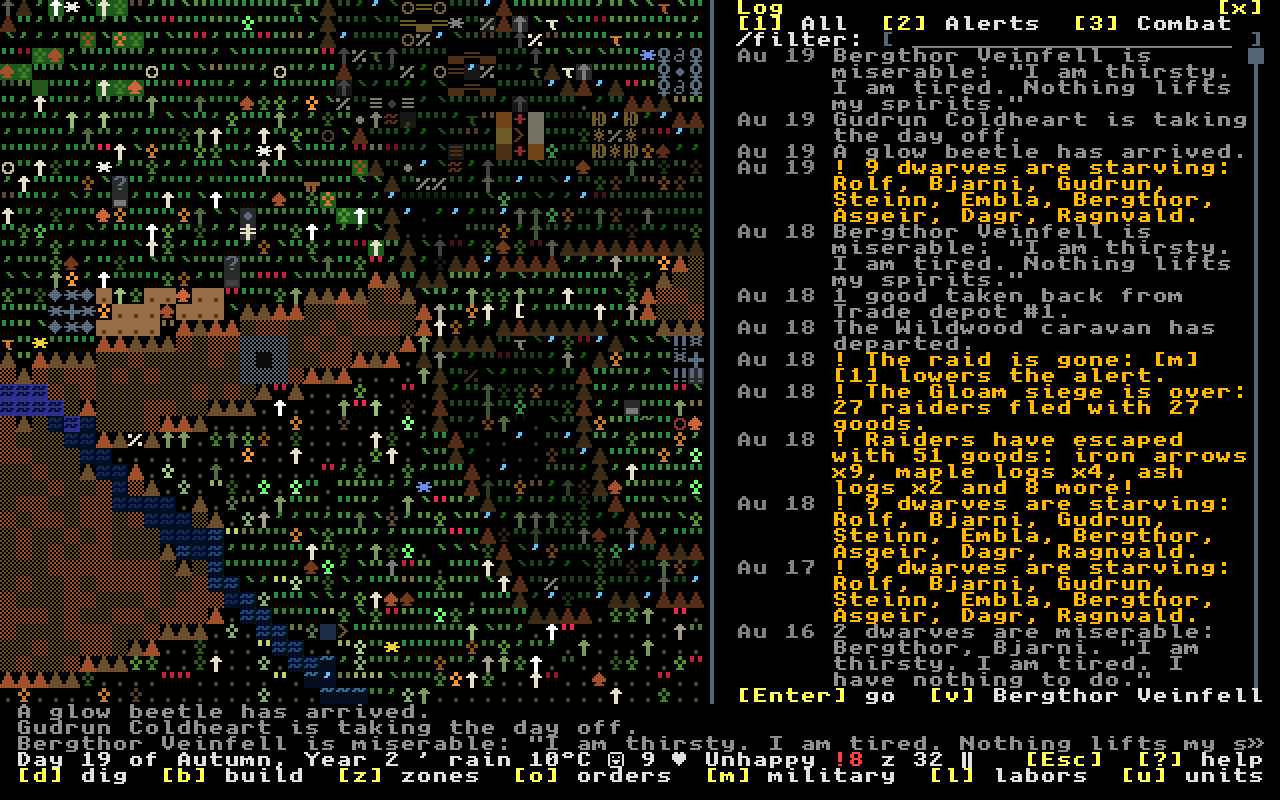 Log [x]
[1] All [2] Alerts [3] Combat
/filter: [ ]
Au 19 Bergthor Veinfell is
miserable: "I am thirsty.
I am tired. Nothing lifts
my spirits."
Au 19 Gudrun Coldheart is taking
the day off.
Au 19 A glow beetle has arrived.
Au 19 ! 9 dwarves are starving:
Rolf, Bjarni, Gudrun,
Steinn, Embla, Bergthor,
Asgeir, Dagr, Ragnvald.
Au 18 Bergthor Veinfell is
miserable: "I am thirsty.
I am tired. Nothing lifts
my spirits."
Au 18 1 good taken back from
Trade depot #1.
Au 18 The Wildwood caravan has
departed.
Au 18 ! The raid is gone: [m]
[1] lowers the alert.
Au 18 ! The Gloam siege is over:
27 raiders fled with 27
goods.
Au 18 ! Raiders have escaped
with 51 goods: iron arrows
x9, maple logs x4, ash
logs x2 and 8 more!
Au 18 ! 9 dwarves are starving:
Rolf, Bjarni, Gudrun,
Steinn, Embla, Bergthor,
Asgeir, Dagr, Ragnvald.
Au 17 ! 9 dwarves are starving:
Rolf, Bjarni, Gudrun,
Steinn, Embla, Bergthor,
Asgeir, Dagr, Ragnvald.
Au 16 2 dwarves are miserable:
Bergthor, Bjarni. "I am
thirsty. I am tired. I
have nothing to do."
[Enter] go [v] Bergthor Veinfell
A glow beetle has arrived.
Gudrun Coldheart is taking the day off.
Bergthor Veinfell is miserable: "I am thirsty. I am tired. Nothing lifts my s»
Day 19 of Autumn, Year 2 rain 10°C 9 ♥ Unhappy !8 z 32 [Esc] [?] help
[d] dig [b] build [z] zones [o] orders [m] military [l] labors [u] units